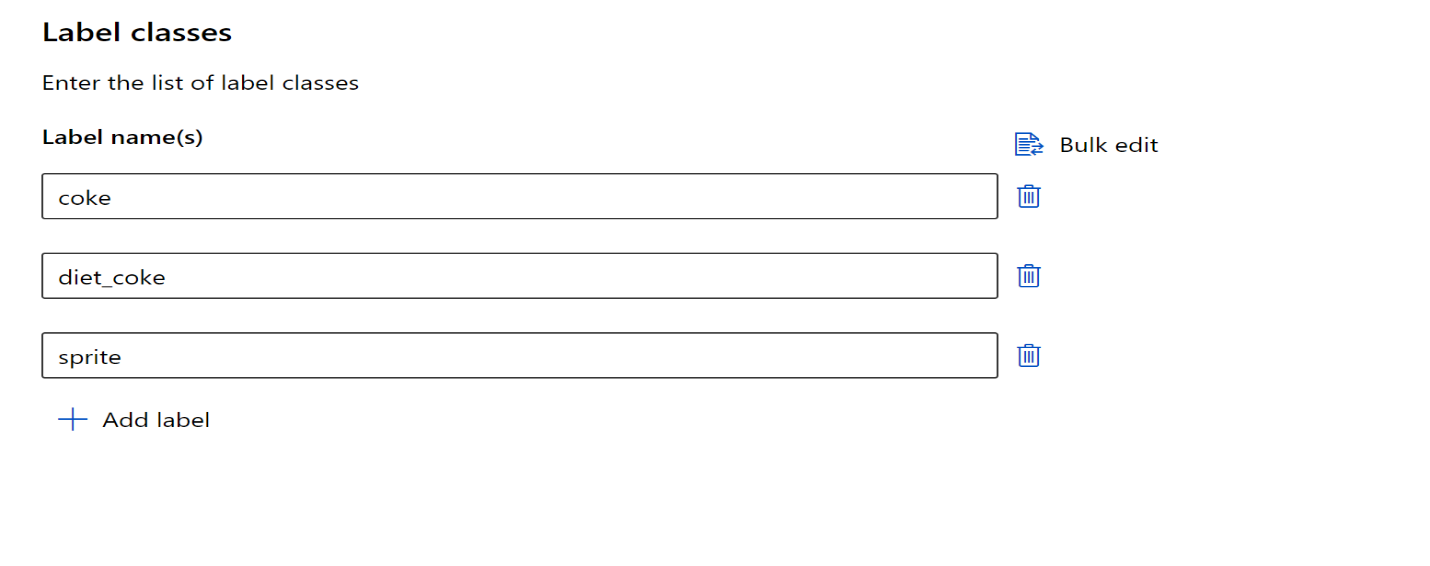 Label classes
Enter the list of label classes
Label name(s)
Bulk edit
coke
diet_coke
sprite
Add label